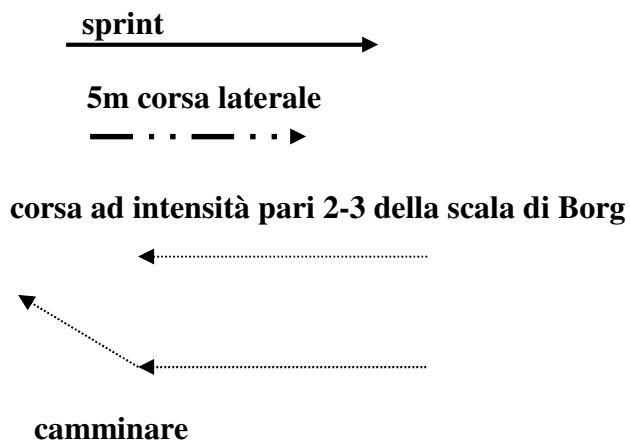 sprint
5m corsa laterale
corsa ad intensità pari 2-3 della scala di Borg
camminare